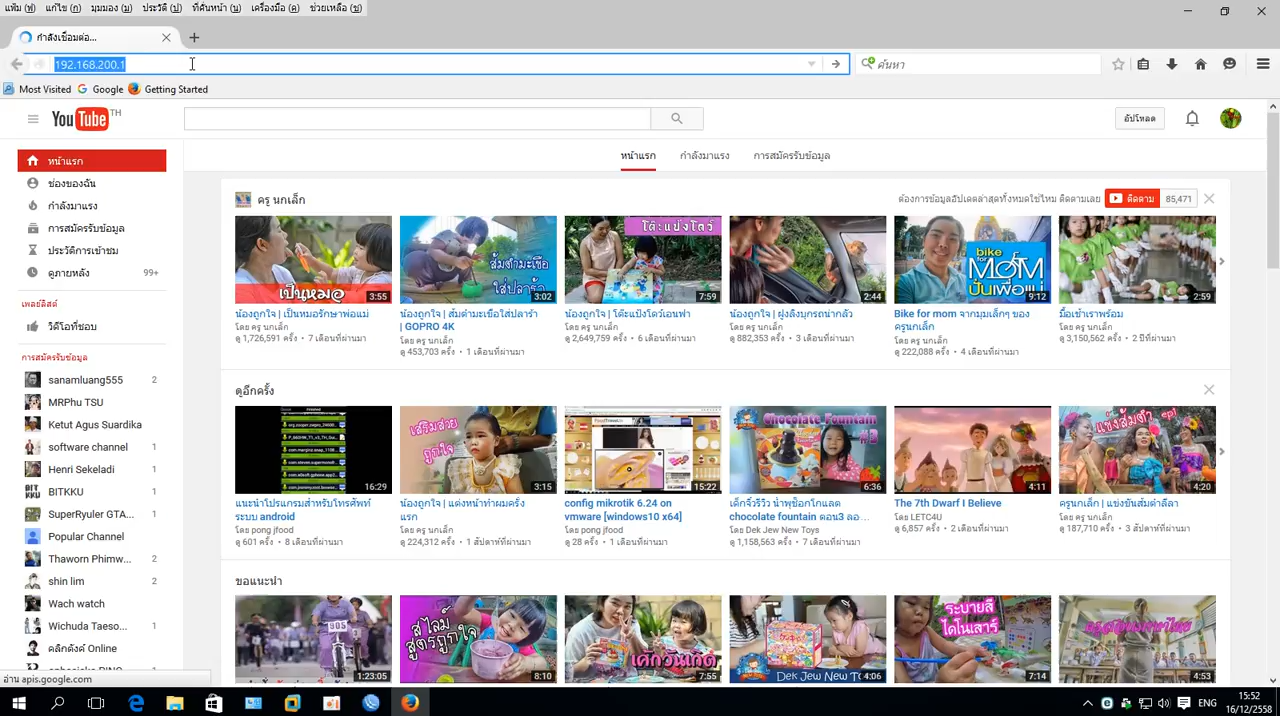 แฟ้ม (ฟ) แก้ไข (ก) มุมมอง (ม) ประวัติ (ป) ที่คั่นหน้า (น) เครื่องมือ (ค) ช่วยเหลือ (ช)
กำลังเชื่อมต่อ...
192.168.200.1
ค้นหา
Most Visited Google Getting Started
YouTube TH
อัปโหลด
หน้าแรก กำลังมาแรง การสมัครรับข้อมูล
หน้าแรก
ช่องของฉัน
กำลังมาแรง
การสมัครรับข้อมูล
ประวัติการเข้าชม
ดูภายหลัง 99+
เพลย์ลิสต์
วิดีโอที่ชอบ
การสมัครรับข้อมูล
sanamluang555 2
MRPhu TSU
Ketut Agus Suardika
software channel 1
Henri Sekeladi 1
BITKKU 1
SuperRyuler GTA... 1
Popular Channel
Thaworn Phimw... 2
shin lim 2
Wach watch
Wichuda Taeso... 1
คลิกตังค์ Online
อ่าน apis.google.com
ครู นกเล็ก
ต้องการข้อมูลอัปเดตล่าสุดทั้งหมดใช่ไหม ติดตามเลย ติดตาม 85,471
เป็นหมอ 3:55
ส้มตำมะเขือ
ใส่ปลาร้า 3:02
โต๊ะแป้งโดว์ 7:59
2:44
bike for MOM ปั่นเพื่อแม่ 9:12
2:59
น้องถูกใจ | เป็นหมอรักษาพ่อแม่
โดย ครู นกเล็ก
ดู 1,726,591 ครั้ง • 7 เดือนที่ผ่านมา
น้องถูกใจ | ส้มตำมะเขือใส่ปลาร้า
| GOPRO 4K
โดย ครู นกเล็ก
ดู 453,703 ครั้ง • 1 เดือนที่ผ่านมา
น้องถูกใจ | โต๊ะแป้งโดว์เอนฟา
โดย ครู นกเล็ก
ดู 2,649,759 ครั้ง • 6 เดือนที่ผ่านมา
น้องถูกใจ | ฝูงลิงบุกรถน่ากลัว
โดย ครู นกเล็ก
ดู 882,353 ครั้ง • 3 เดือนที่ผ่านมา
Bike for mom จากมุมเล็กๆ ของ
ครูนกเล็ก
โดย ครู นกเล็ก
ดู 222,088 ครั้ง • 4 เดือนที่ผ่านมา
มื้อเช้าเราพร้อม
โดย ครู นกเล็ก
ดู 3,150,562 ครั้ง • 2 ปีที่ผ่านมา
ดูอีกครั้ง
16:29
เสริมสวย
ถูกใจ 3:15
15:22
Chocolate Fountain #3 6:36
4:11
แข่งส้มตำ ep1 4:20
แนะนำโปรแกรมสำหรับโทรศัพท์
ระบบ android
โดย pong jfood
ดู 601 ครั้ง • 8 เดือนที่ผ่านมา
น้องถูกใจ | แต่งหน้าทำผมครั้ง
แรก
โดย ครู นกเล็ก
ดู 224,312 ครั้ง • 1 สัปดาห์ที่ผ่านมา
config mikrotik 6.24 on
vmware [windows10 x64]
โดย pong jfood
ดู 28 ครั้ง • 1 เดือนที่ผ่านมา
เด็กจิ๋วรีวิว น้ำพุช็อกโกแลต
chocolate fountain ตอน3 ลอ...
โดย Dek Jew New Toys
ดู 1,158,563 ครั้ง • 7 เดือนที่ผ่านมา
The 7th Dwarf I Believe
โดย LETC4U
ดู 6,857 ครั้ง • 2 เดือนที่ผ่านมา
ครูนกเล็ก | แข่งขันส้มตำลีลา
โดย ครู นกเล็ก
ดู 187,710 ครั้ง • 3 สัปดาห์ที่ผ่านมา
ขอแนะนำ
905 1:23:05
สไลม์
สูตรถูกใจ 8:10
เค้กวันเกิด 7:55
Dek Jew New To 4:06
ระบายสี
ไดโนเสาร์ 7:14
4:53
ENG
15:52
16/12/2558